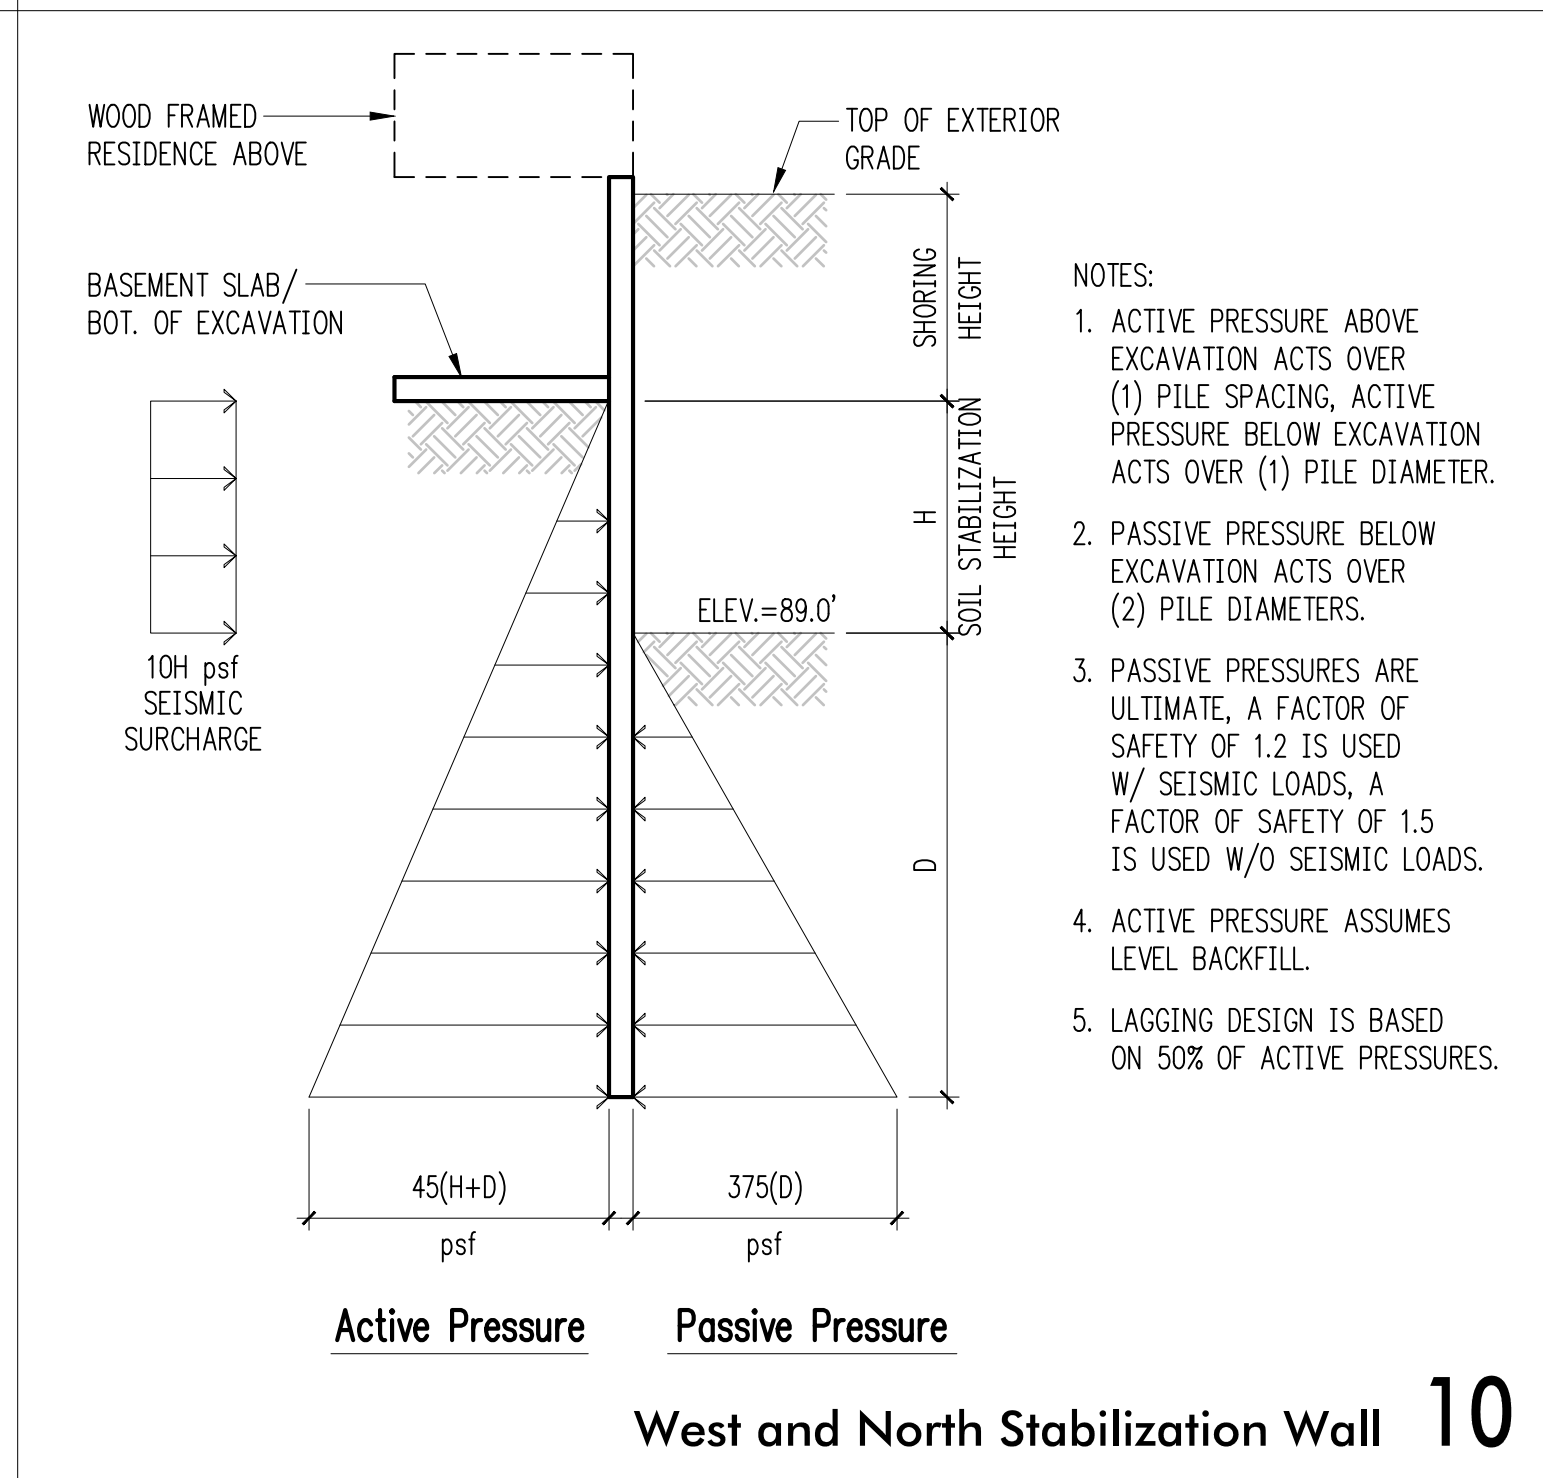 WOOD FRAMED
RESIDENCE ABOVE
TOP OF EXTERIOR
GRADE
BASEMENT SLAB/
BOT. OF EXCAVATION
SHORING
HEIGHT
H
SOIL STABILIZATION
HEIGHT
ELEV.=89.0'
D
10H psf
SEISMIC
SURCHARGE
NOTES:
1. ACTIVE PRESSURE ABOVE
EXCAVATION ACTS OVER
(1) PILE SPACING, ACTIVE
PRESSURE BELOW EXCAVATION
ACTS OVER (1) PILE DIAMETER.
2. PASSIVE PRESSURE BELOW
EXCAVATION ACTS OVER
(2) PILE DIAMETERS.
3. PASSIVE PRESSURES ARE
ULTIMATE, A FACTOR OF
SAFETY OF 1.2 IS USED
W/ SEISMIC LOADS, A
FACTOR OF SAFETY OF 1.5
IS USED W/O SEISMIC LOADS.
4. ACTIVE PRESSURE ASSUMES
LEVEL BACKFILL.
5. LAGGING DESIGN IS BASED
ON 50% OF ACTIVE PRESSURES.
45(H+D)
psf
375(D)
psf
Active Pressure
Passive Pressure
West and North Stabilization Wall 10